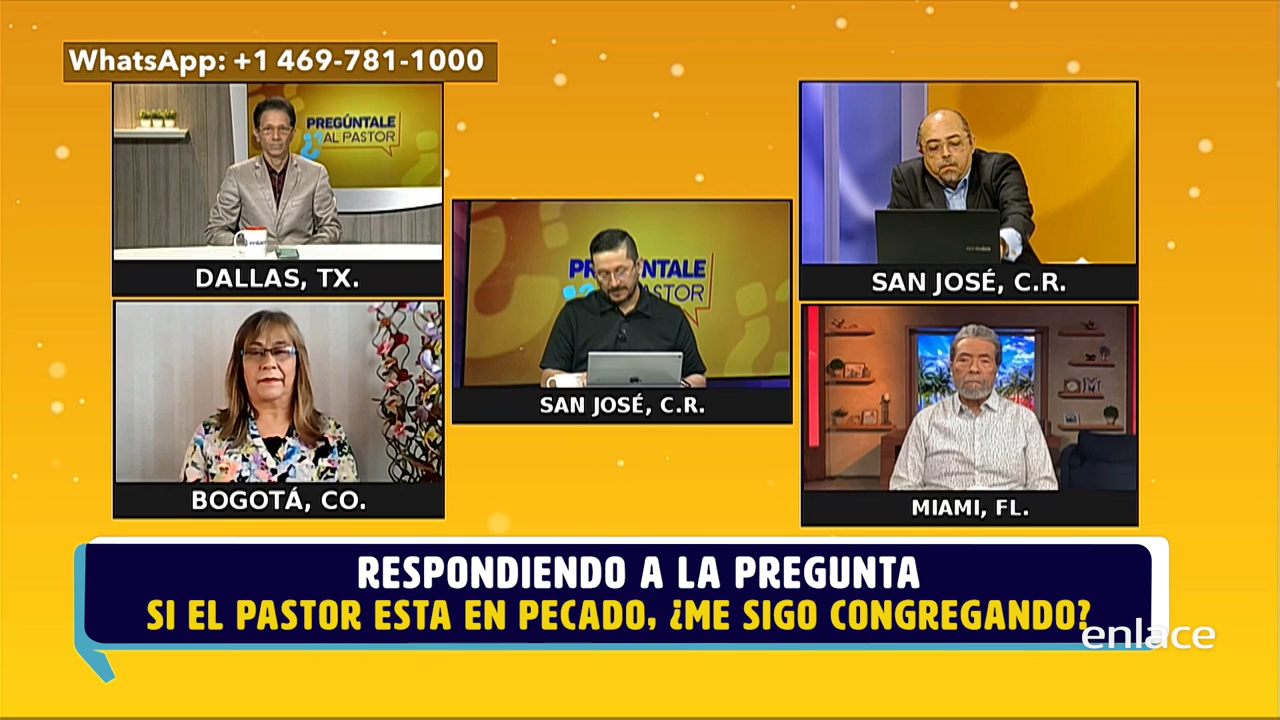 WhatsApp: +1 469-781-1000
PREGÚNTALE
AL PASTOR
enlace
DALLAS, TX.
SAN JOSÉ, C.R.
SAN JOSÉ, C.R.
BOGOTÁ, CO.
MIAMI, FL.
RESPONDIENDO A LA PREGUNTA
SI EL PASTOR ESTA EN PECADO, ¿ME SIGO CONGREGANDO?
enlace